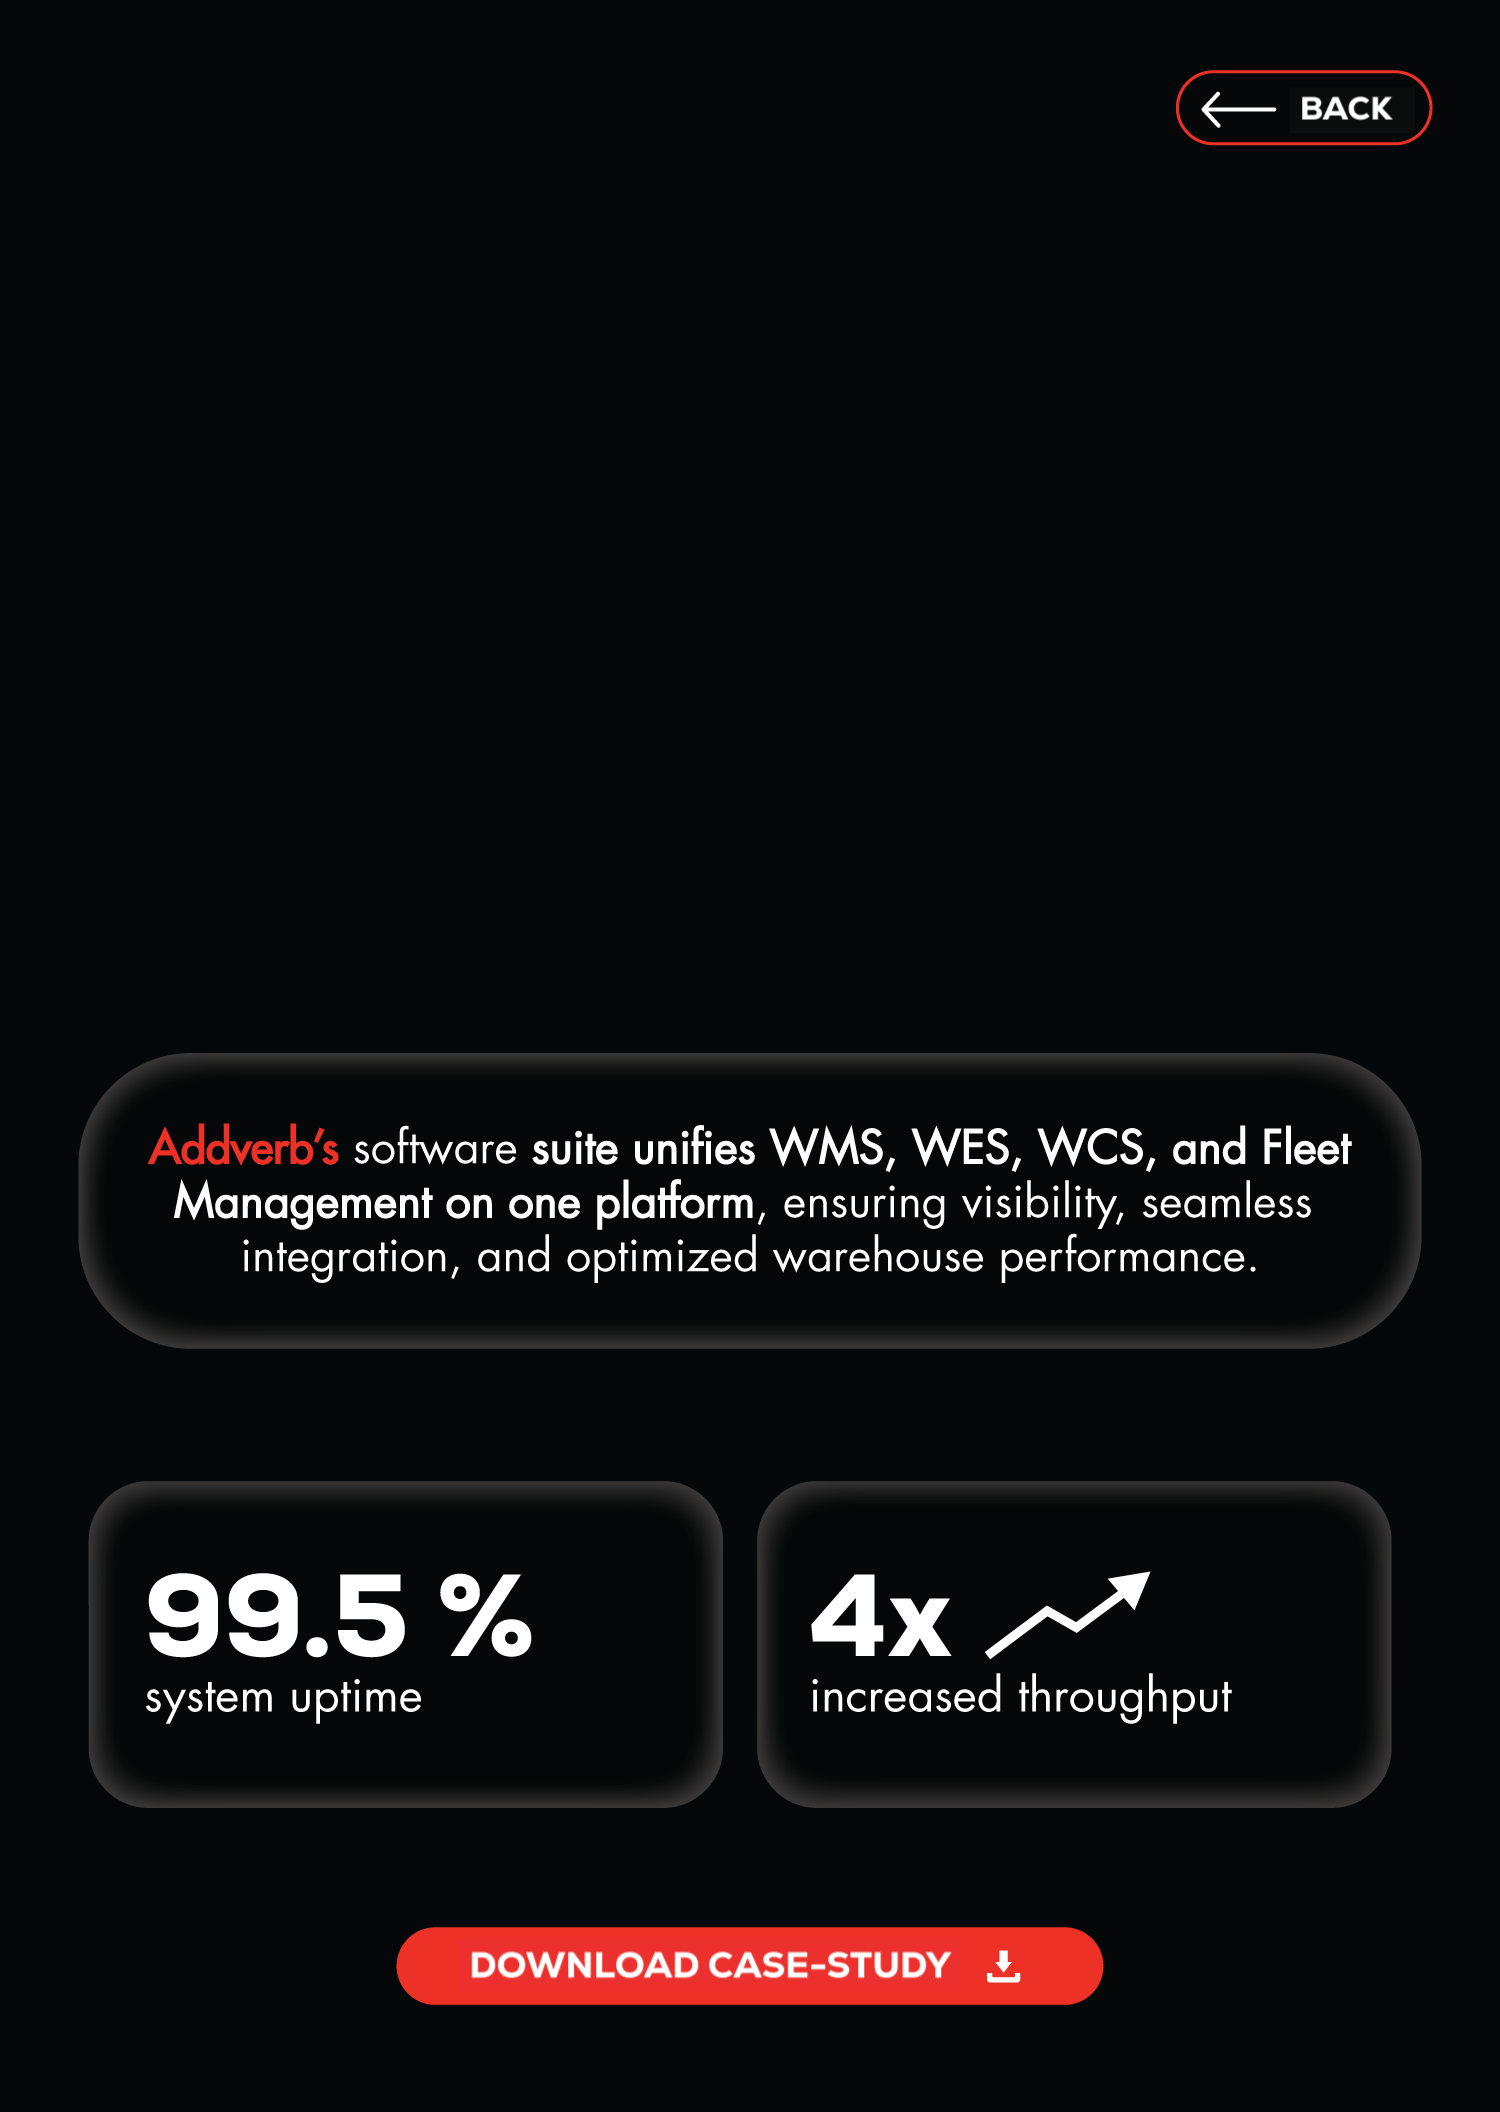 BACK
Addverb's software suite unifies WMS, WES, WCS, and Fleet
Management on one platform, ensuring visibility, seamless
integration, and optimized warehouse performance.
99.5 %
system uptime
4x
increased throughput
DOWNLOAD CASE-STUDY